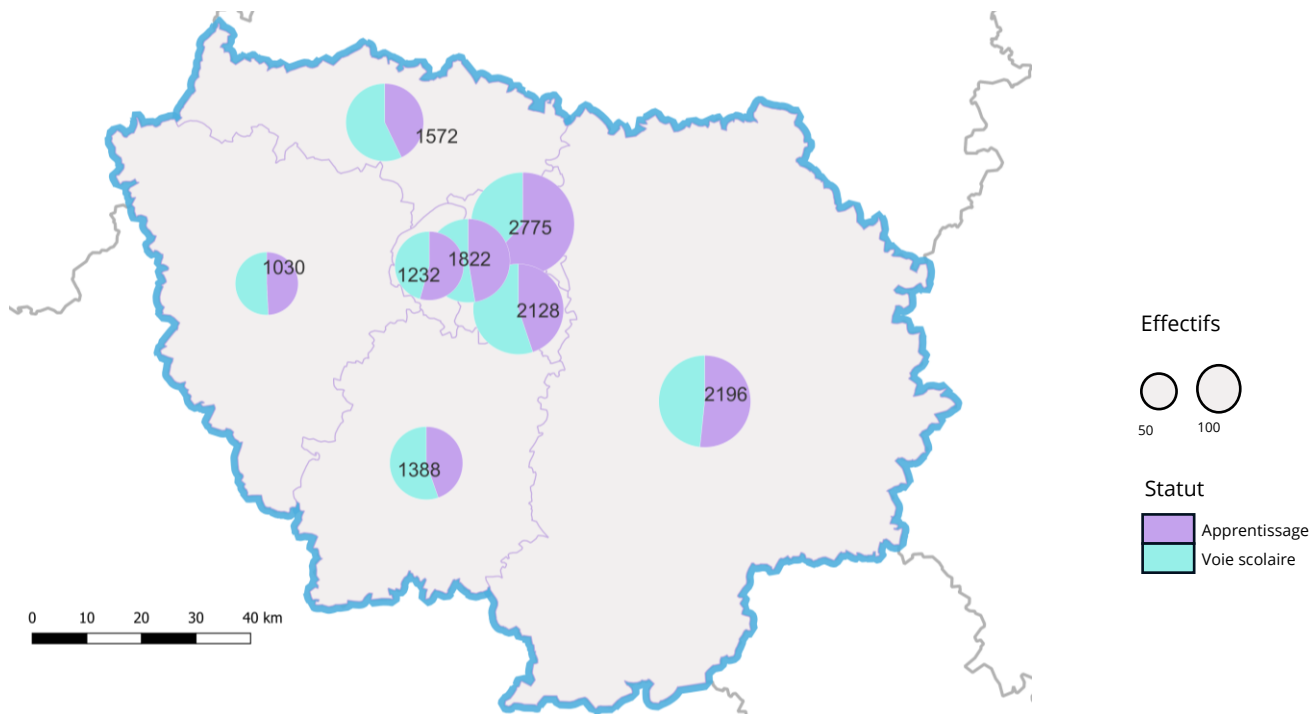 1572
2775
1822
1030
1232
2128
2196
1388
0 10 20 30 40 km
Effectifs
50 100
Statut
Apprentissage
Voie scolaire